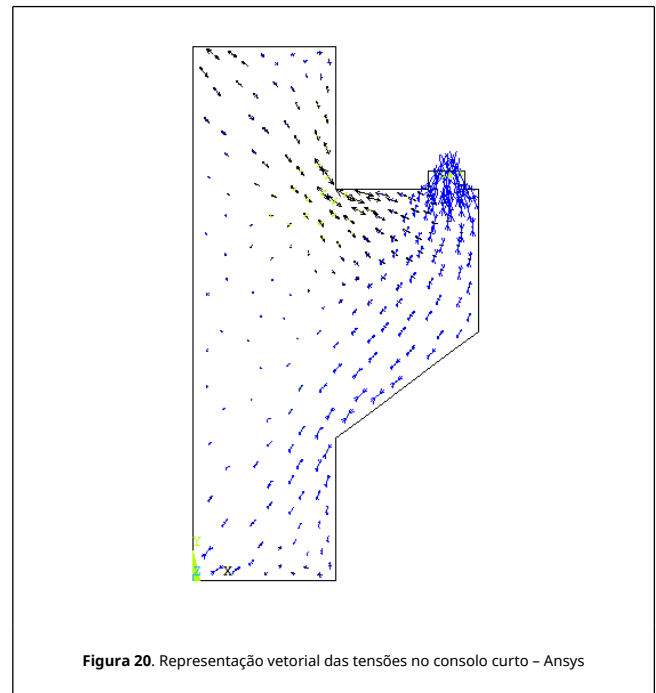 Y
Z X
Figura 20. Representação vetorial das tensões no consolo curto – Ansys